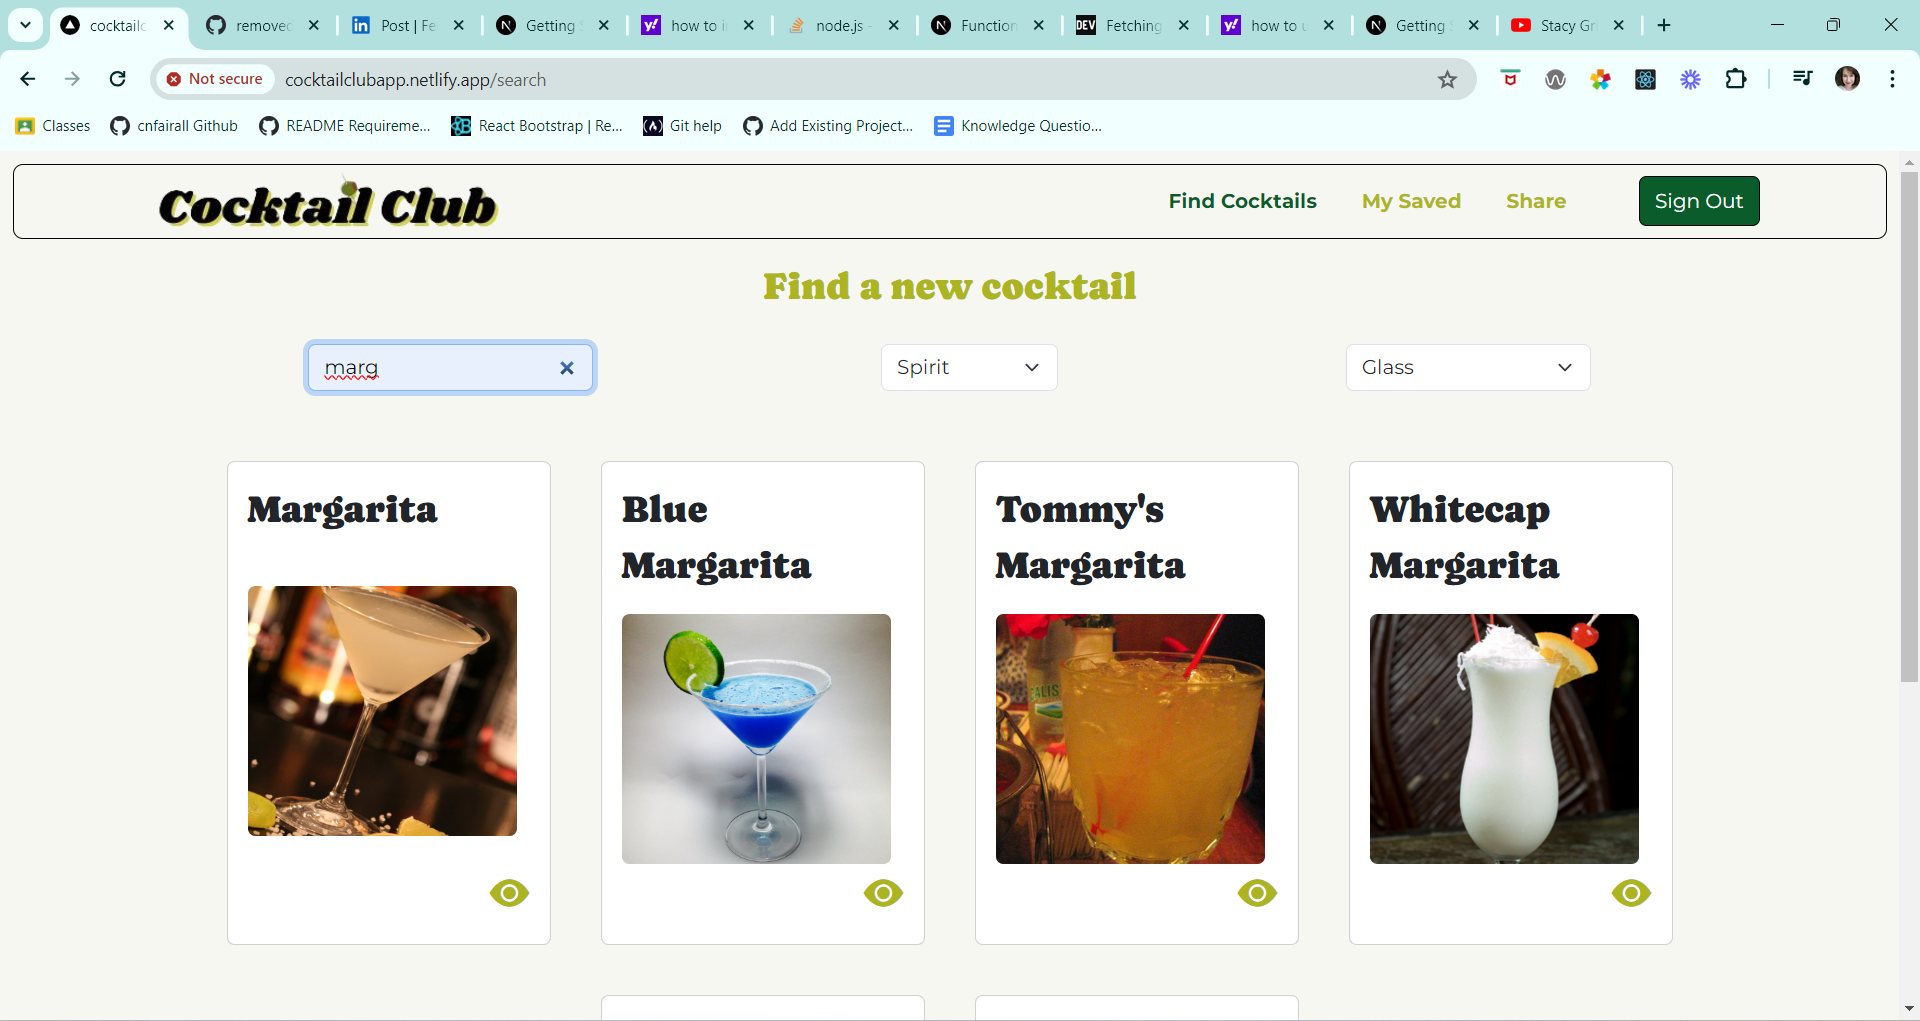 cocktailc
removec
Post | Fe
Getting
how to i
node.js -
Function
Fetching
how to u
Getting
Stacy Gr
Not secure
cocktailclubapp.netlify.app/search
Classes
cnfairall Github
README Requireme...
React Bootstrap | Re...
Git help
Add Existing Project...
Knowledge Questio...
Cocktail Club
Find Cocktails
My Saved
Share
Sign Out
Find a new cocktail
marg
Spirit
Glass
Margarita
Blue
Margarita
Tommy's
Margarita
Whitecap
Margarita